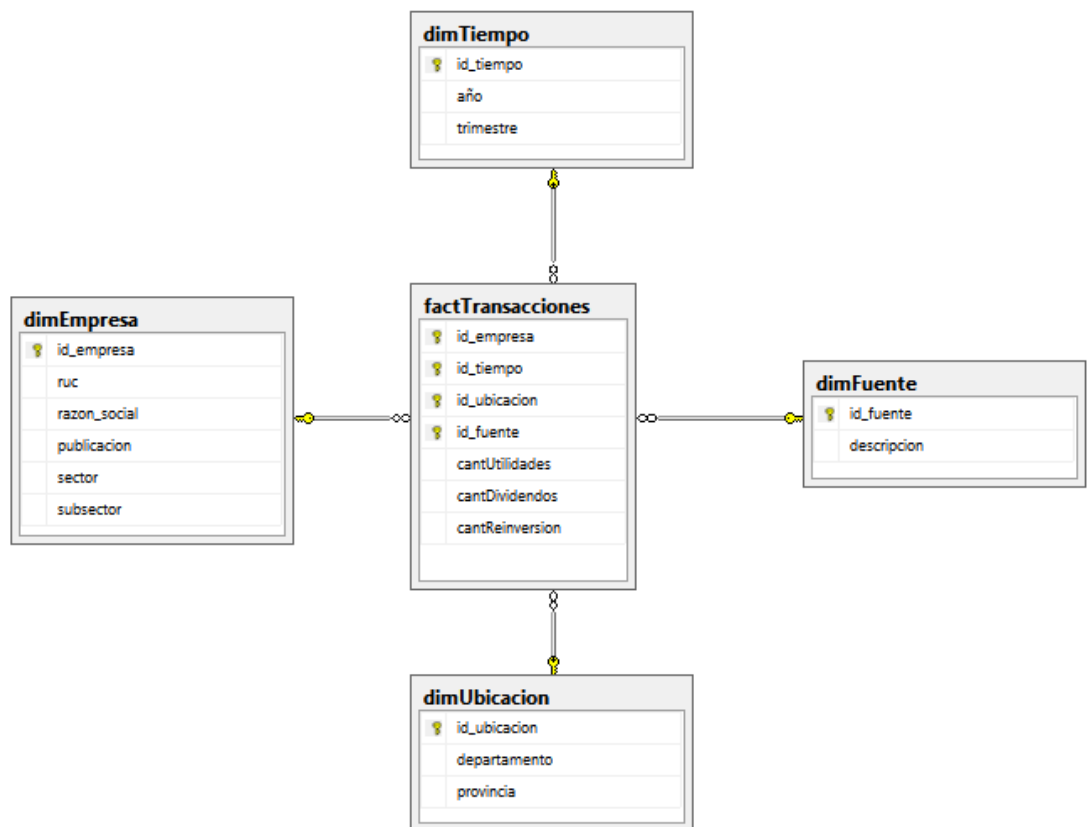 dimTiempo
id_tiempo
año
trimestre
dimEmpresa
id_empresa
ruc
razon_social
publicacion
sector
subsector
factTransacciones
id_empresa
id_tiempo
id_ubicacion
id_fuente
cantUtilidades
cantDividendos
cantReinversion
dimFuente
id_fuente
descripcion
dimUbicacion
id_ubicacion
departamento
provincia